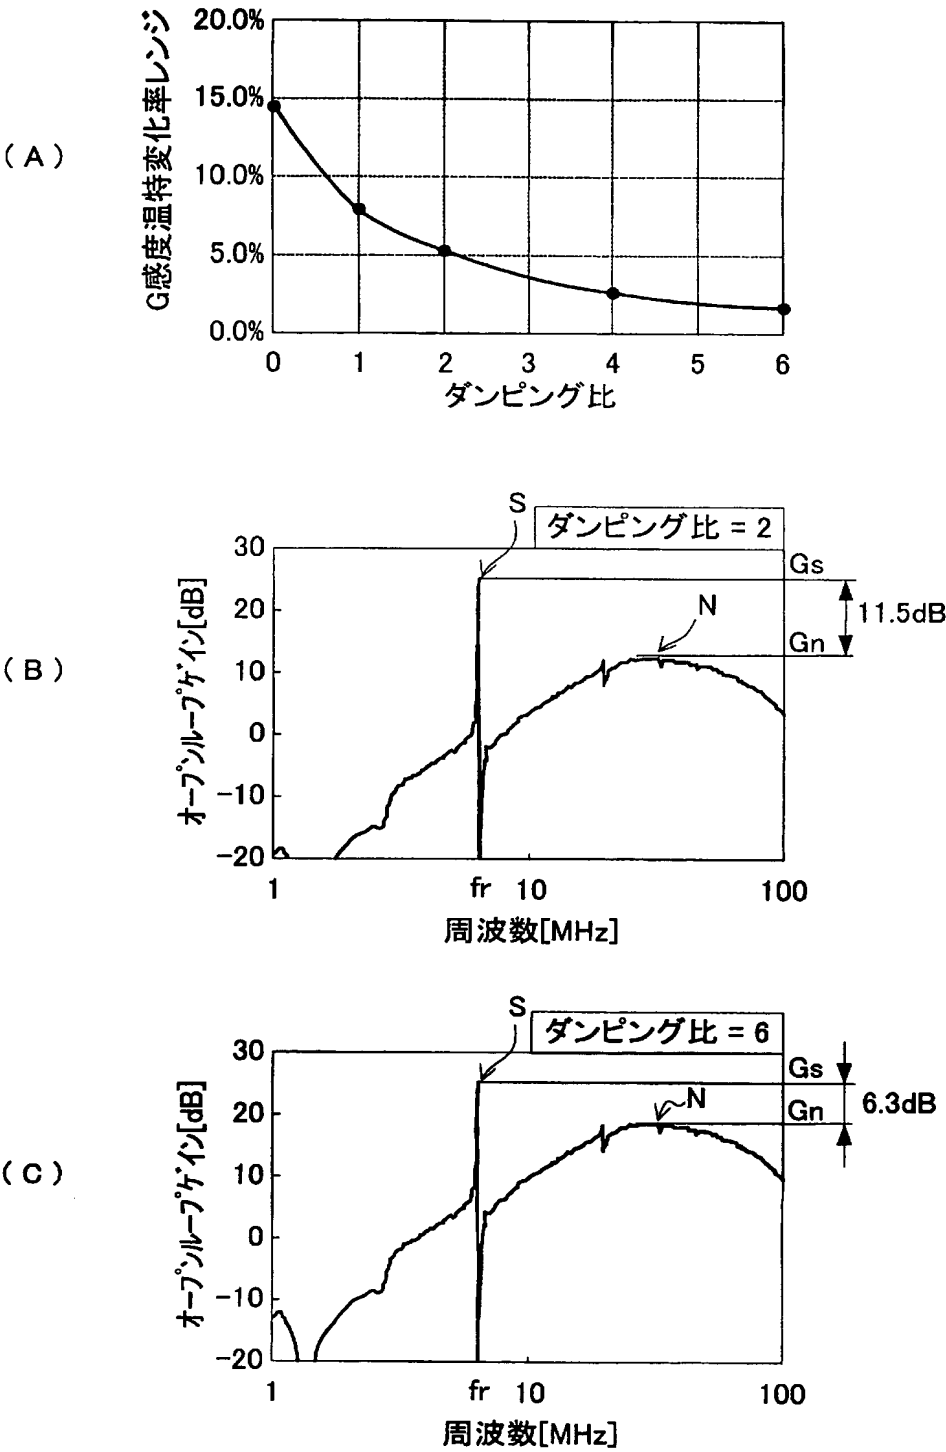 (A)
G感度温特変化率レンジ
20.0%
15.0%
10.0%
5.0%
0.0%
0 1 2 3 4 5 6
ダンピング比
(B)
S
ダンピング比 = 2
オープンループゲイン[dB]
30
20
10
0
-10
-20
Gs
N
11.5dB
Gn
1 fr 10 100
周波数[MHz]
(C)
S
ダンピング比 = 6
オープンループゲイン[dB]
30
20
10
0
-10
-20
Gs
N
Gn
6.3dB
1 fr 10 100
周波数[MHz]